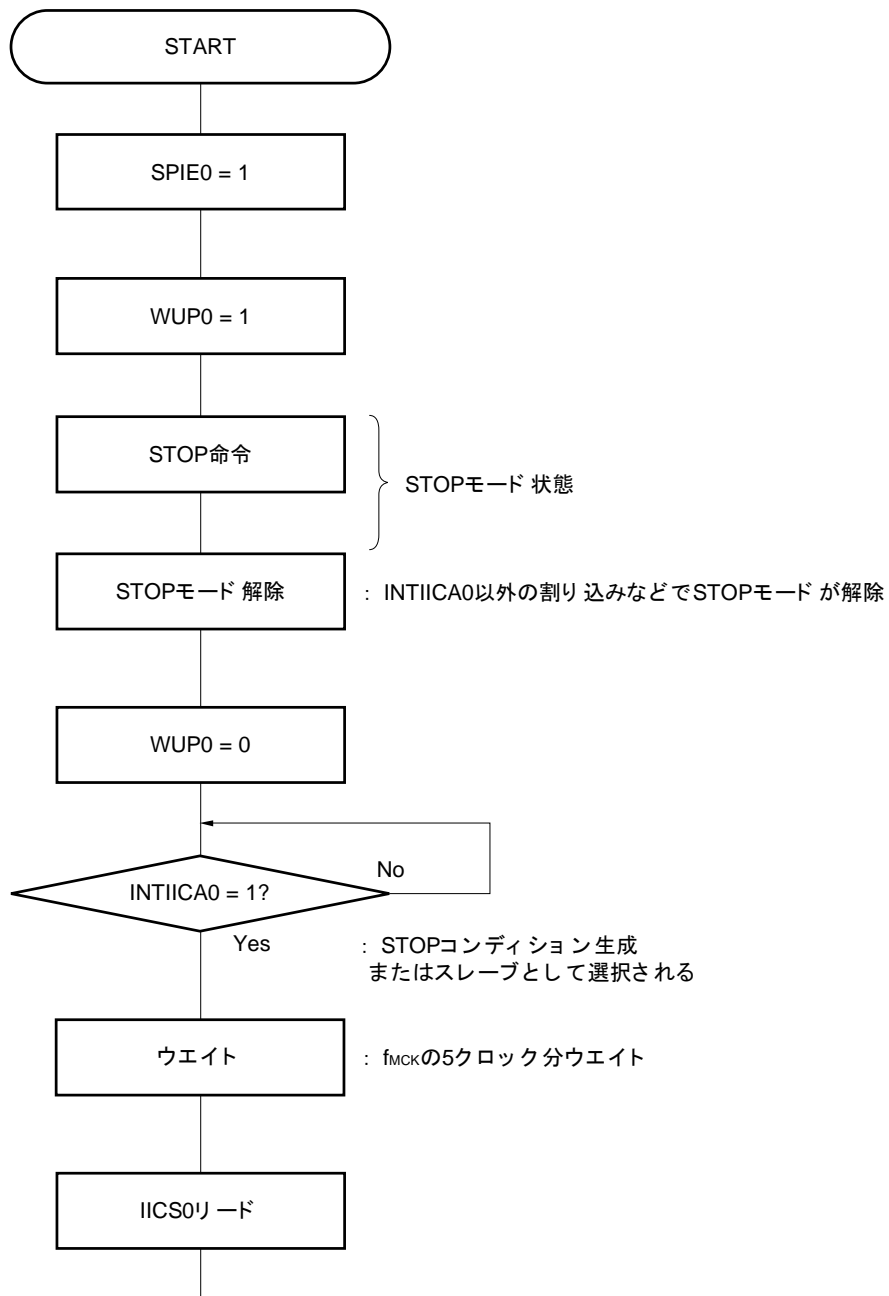 START
SPIE0 = 1
WUP0 = 1
STOP命令
STOPモード 状態
STOPモード 解除
: INTIICA0以外の割り込みなどでSTOPモード が解除
WUP0 = 0
No
INTIICA0 = 1?
Yes
: STOPコンディション生成
またはスレーブとして選択される
ウエイト
: fMCKの5クロック分ウエイト
IICS0リード